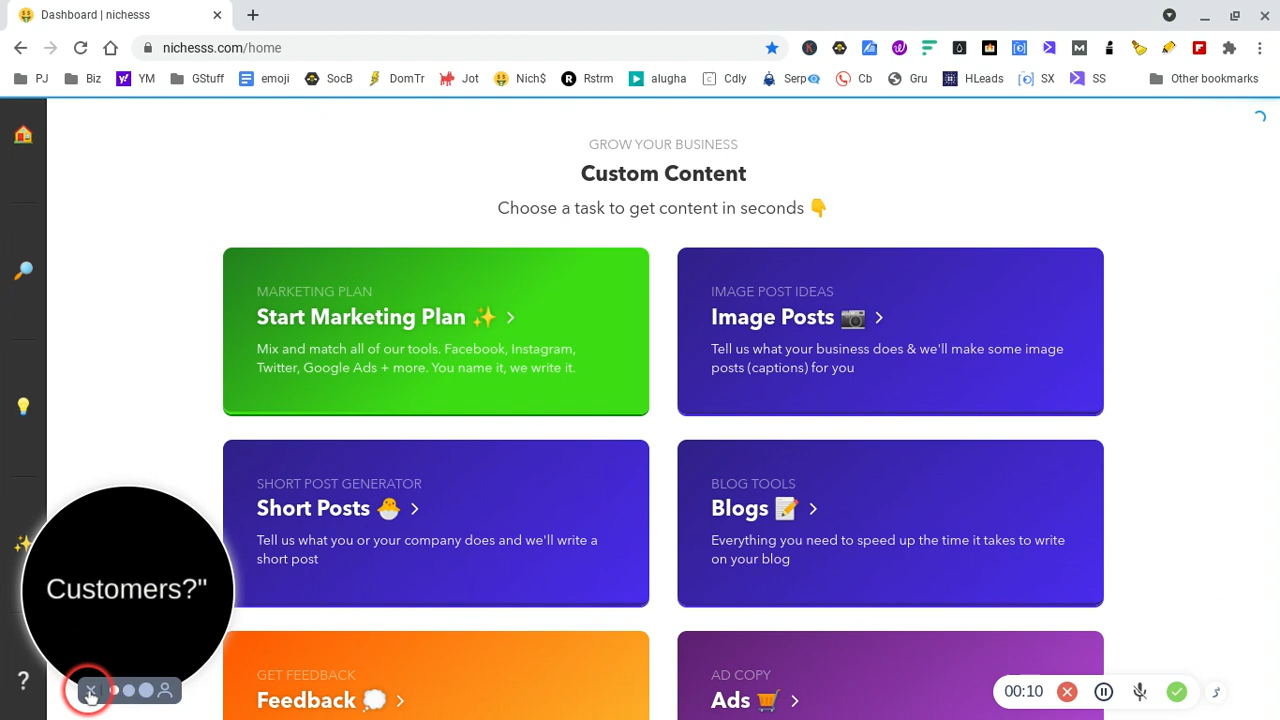 Dashboard | nichesss
nichesss.com/home
PJ Biz YM GStuff emoji SocB DomTr Jot Nich$ Rstrm alugha Cdly Serp Cb Gru HLeads SX SS Other bookmarks
GROW YOUR BUSINESS
Custom Content
Choose a task to get content in seconds 👇
MARKETING PLAN
Start Marketing Plan ✨ >
Mix and match all of our tools. Facebook, Instagram,
Twitter, Google Ads + more. You name it, we write it.
IMAGE POST IDEAS
Image Posts 📷 >
Tell us what your business does & we'll make some image
posts (captions) for you
SHORT POST GENERATOR
Short Posts 🐣 >
Tell us what you or your company does and we'll write a
short post
BLOG TOOLS
Blogs 📝 >
Everything you need to speed up the time it takes to write
on your blog
Customers?"
GET FEEDBACK
Feedback 💭 >
AD COPY
Ads 🛒 >
?
00:10